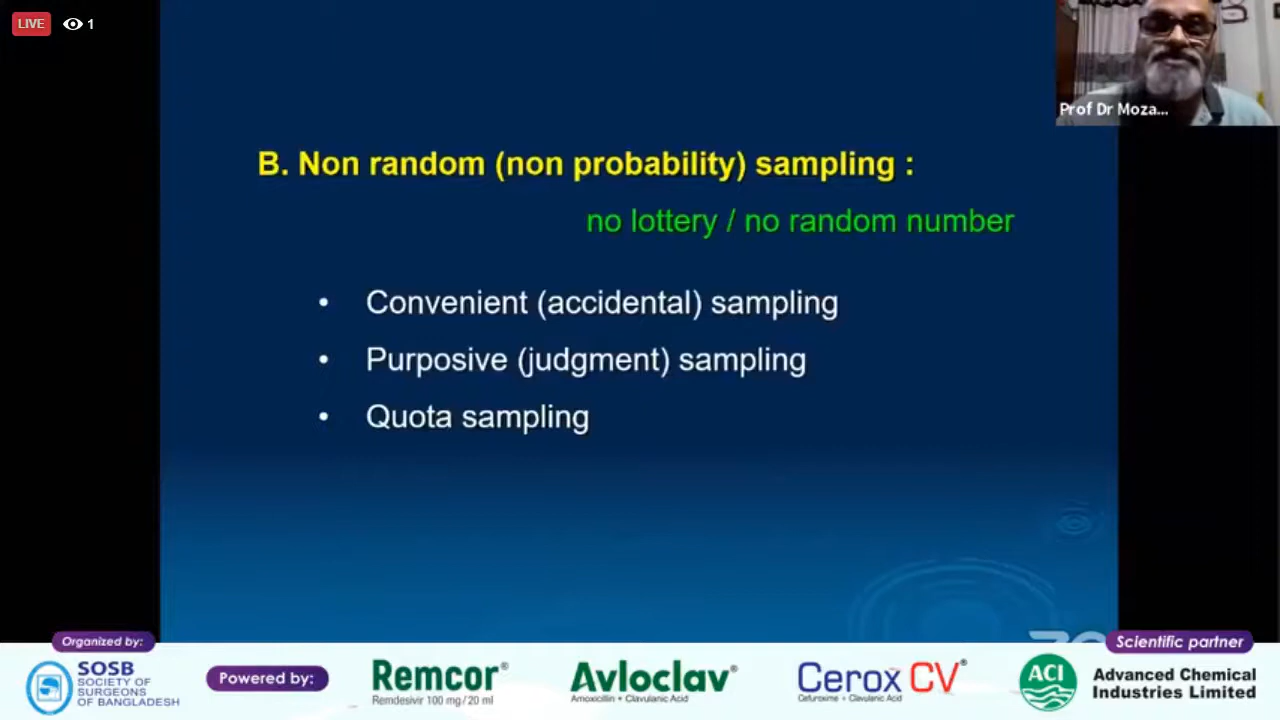 LIVE 1
Prof Dr Moza...
B. Non random (non probability) sampling :
no lottery / no random number
• Convenient (accidental) sampling
• Purposive (judgment) sampling
• Quota sampling
Organized by:
SOSB
SOCIETY OF
SURGEONS
OF BANGLADESH
Powered by:
Remcor®
Remdesivir 100 mg/20 ml
Avloclav®
Amoxicillin + Clavulanic Acid
Cerox CV®
Cefuroxime + Clavulanic Acid
Scientific partner
ACI
Advanced Chemical
Industries Limited